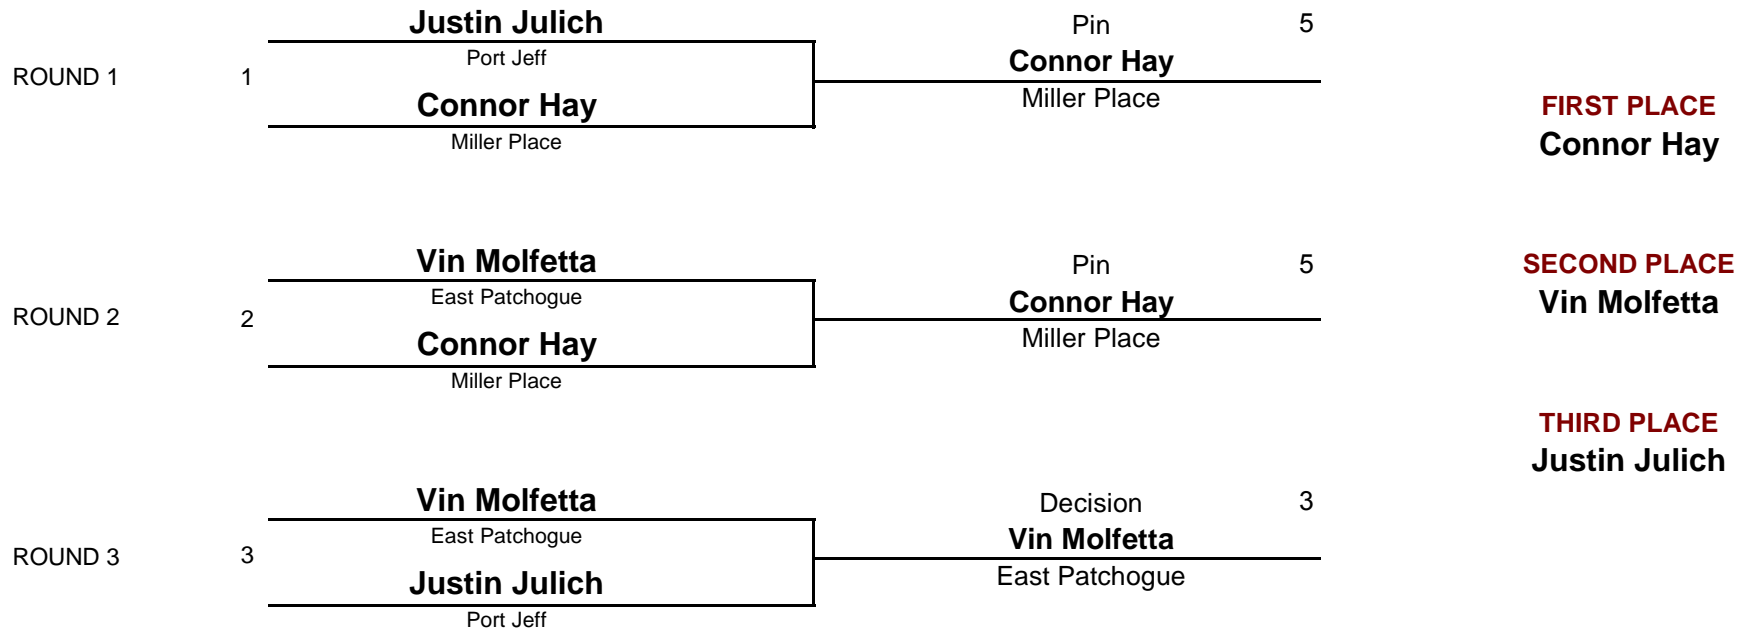 Justin Julich
Pin 5
Port Jeff
Connor Hay
ROUND 1 1
Connor Hay
Miller Place
FIRST PLACE
Miller Place
Connor Hay
Vin Molfetta
Pin 5
SECOND PLACE
East Patchogue
Connor Hay
Vin Molfetta
ROUND 2 2
Connor Hay
Miller Place
Miller Place
THIRD PLACE
Justin Julich
Vin Molfetta
Decision 3
East Patchogue
Vin Molfetta
ROUND 3 3
Justin Julich
East Patchogue
Port Jeff